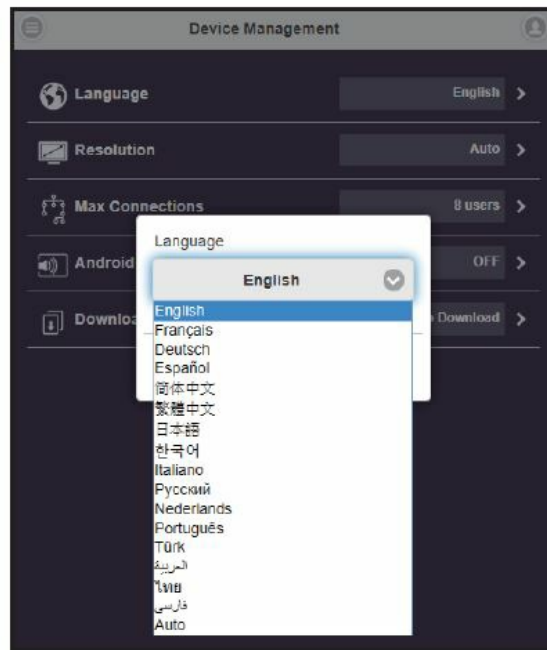 Device Management
Language English
Resolution Auto
Max Connections 8 users
Language
Android OFF
English
Download
English
Français
Deutsch
Español
简体中文
繁體中文
日本語
한국어
Italiano
Русский
Nederlands
Português
Türk
العربية
ไทย
فارسی
Auto